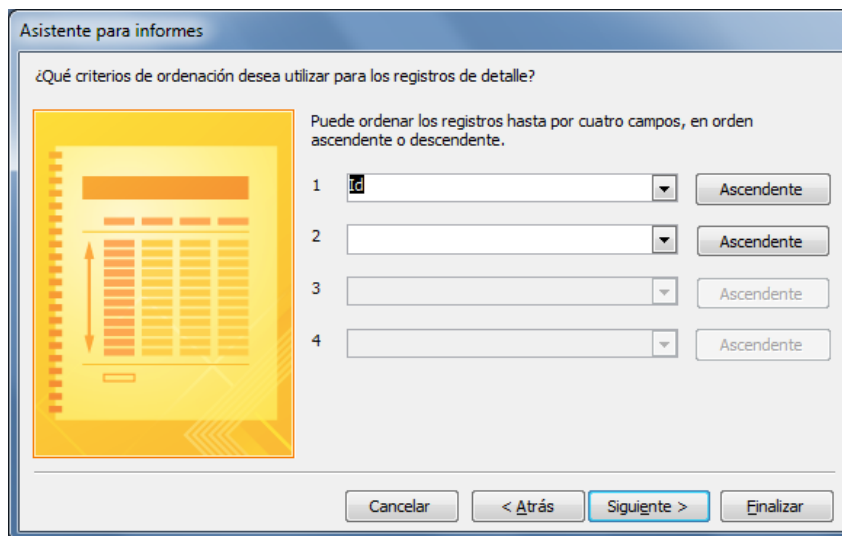 Asistente para informes
¿Qué criterios de ordenación desea utilizar para los registros de detalle?
Puede ordenar los registros hasta por cuatro campos, en orden
ascendente o descendente.
1 Id Ascendente
2 Ascendente
3 Ascendente
4 Ascendente
Cancelar < Atrás Siguiente > Finalizar